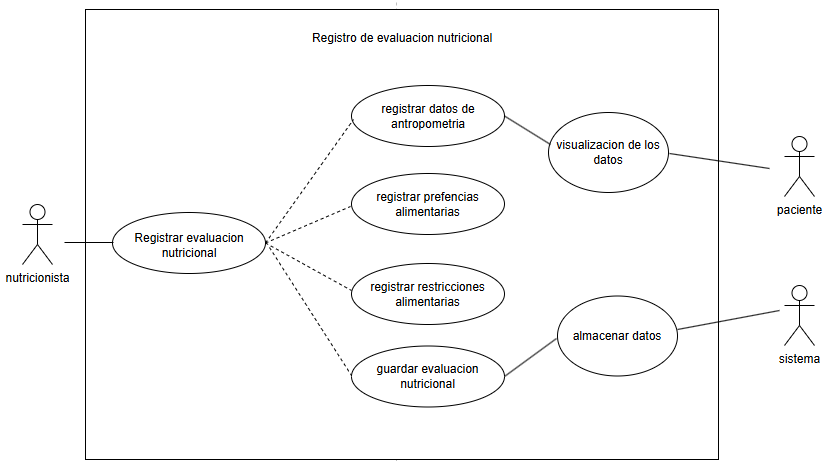 Registro de evaluacion nutricional
registrar datos de
antropometria
visualizacion de los
datos
paciente
registrar prefencias
alimentarias
Registrar evaluacion
nutricional
nutricionista
registrar restricciones
alimentarias
almacenar datos
sistema
guardar evaluacion
nutricional